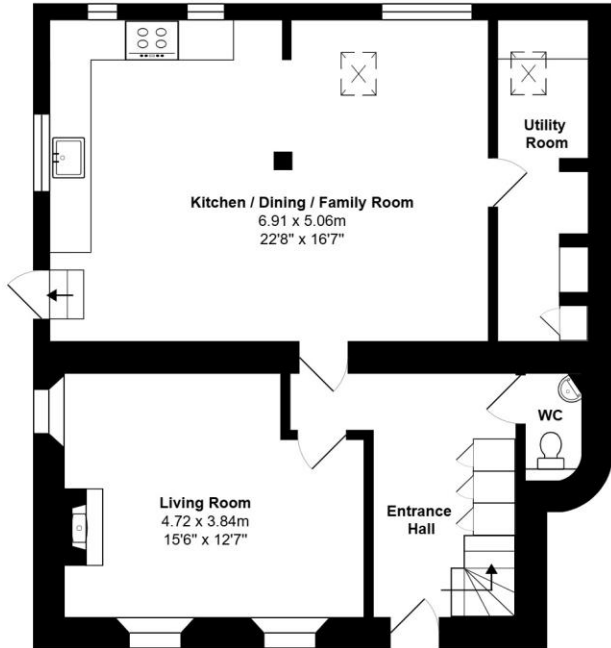 Utility
Room
Kitchen / Dining / Family Room
6.91 x 5.06m
22'8" x 16'7"
WC
Living Room
4.72 x 3.84m
15'6" x 12'7"
Entrance
Hall